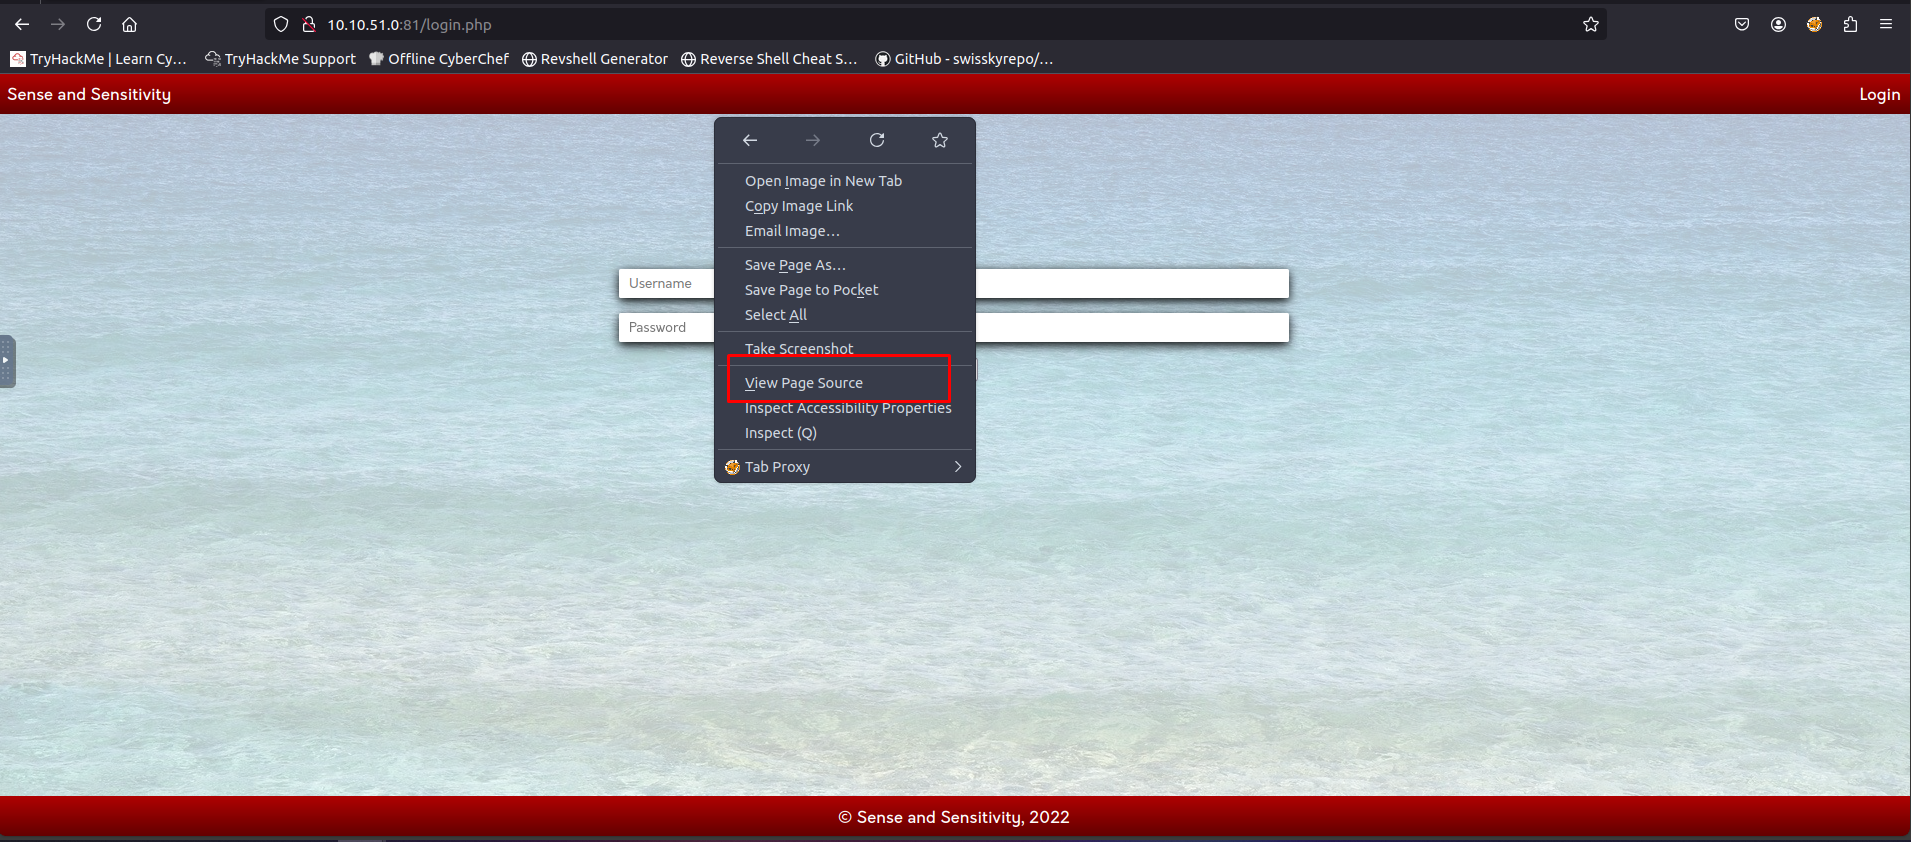 10.10.51.0:81/login.php
TryHackMe | Learn Cy… TryHackMe Support Offline CyberChef Revshell Generator Reverse Shell Cheat S… GitHub - swisskyrepo/…
Sense and Sensitivity Login
Open Image in New Tab
Copy Image Link
Email Image…
Save Page As…
Username
Save Page to Pocket
Select All
Password
Take Screenshot
View Page Source
Inspect Accessibility Properties
Inspect (Q)
Tab Proxy
© Sense and Sensitivity, 2022